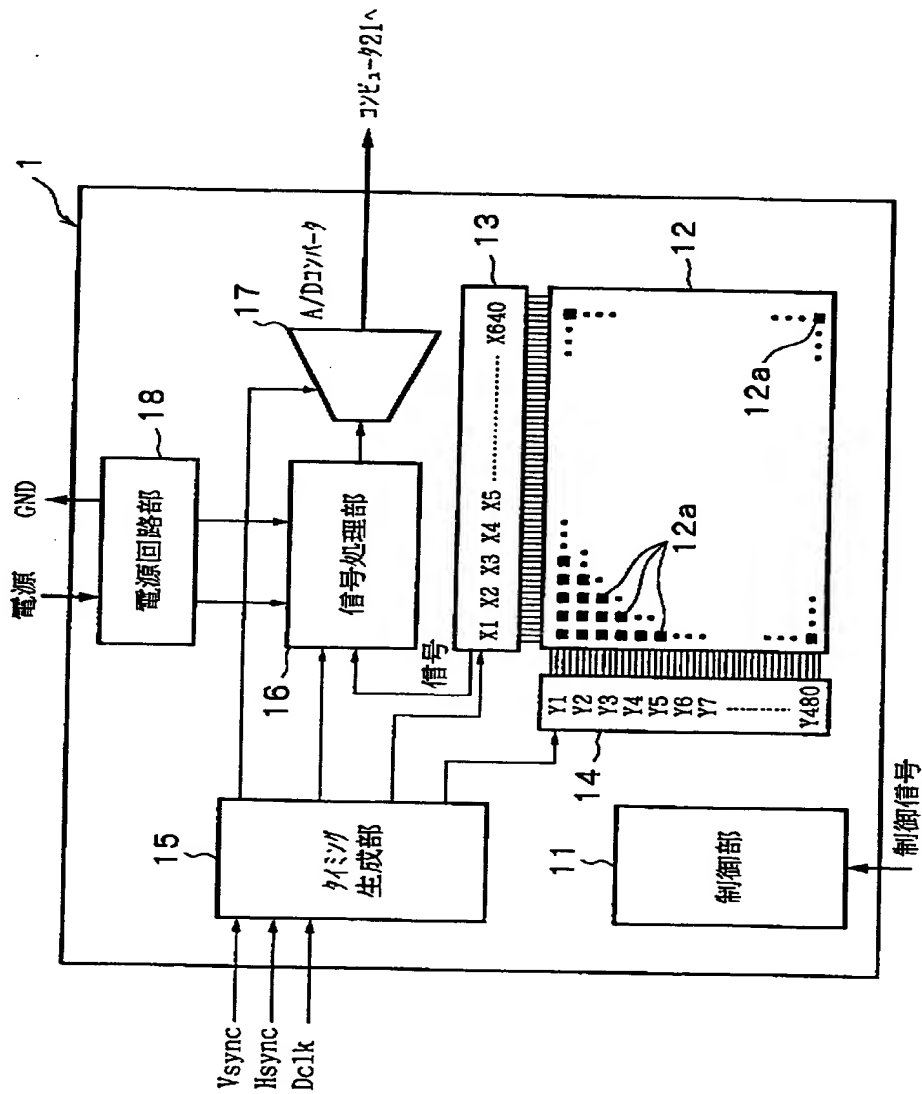 1
電源
GND
18
電源回路部
17
A/Dコンバータ
コンピュータ21へ
Vsync
Hsync
Dclk
15
タイミング
生成部
16
信号処理部
信号
13
X1 X2 X3 X4 X5 ………………… X640
14
Y1
Y2
Y3
Y4
Y5
Y6
Y7
Y480
12
12a
12a
11
制御部
制御信号